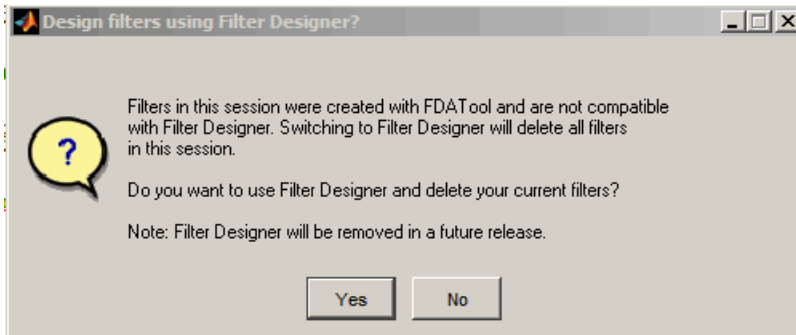 Design filters using Filter Designer?
Filters in this session were created with FDATool and are not compatible
with Filter Designer. Switching to Filter Designer will delete all filters
in this session.
?
Do you want to use Filter Designer and delete your current filters?
Note: Filter Designer will be removed in a future release.
Yes No